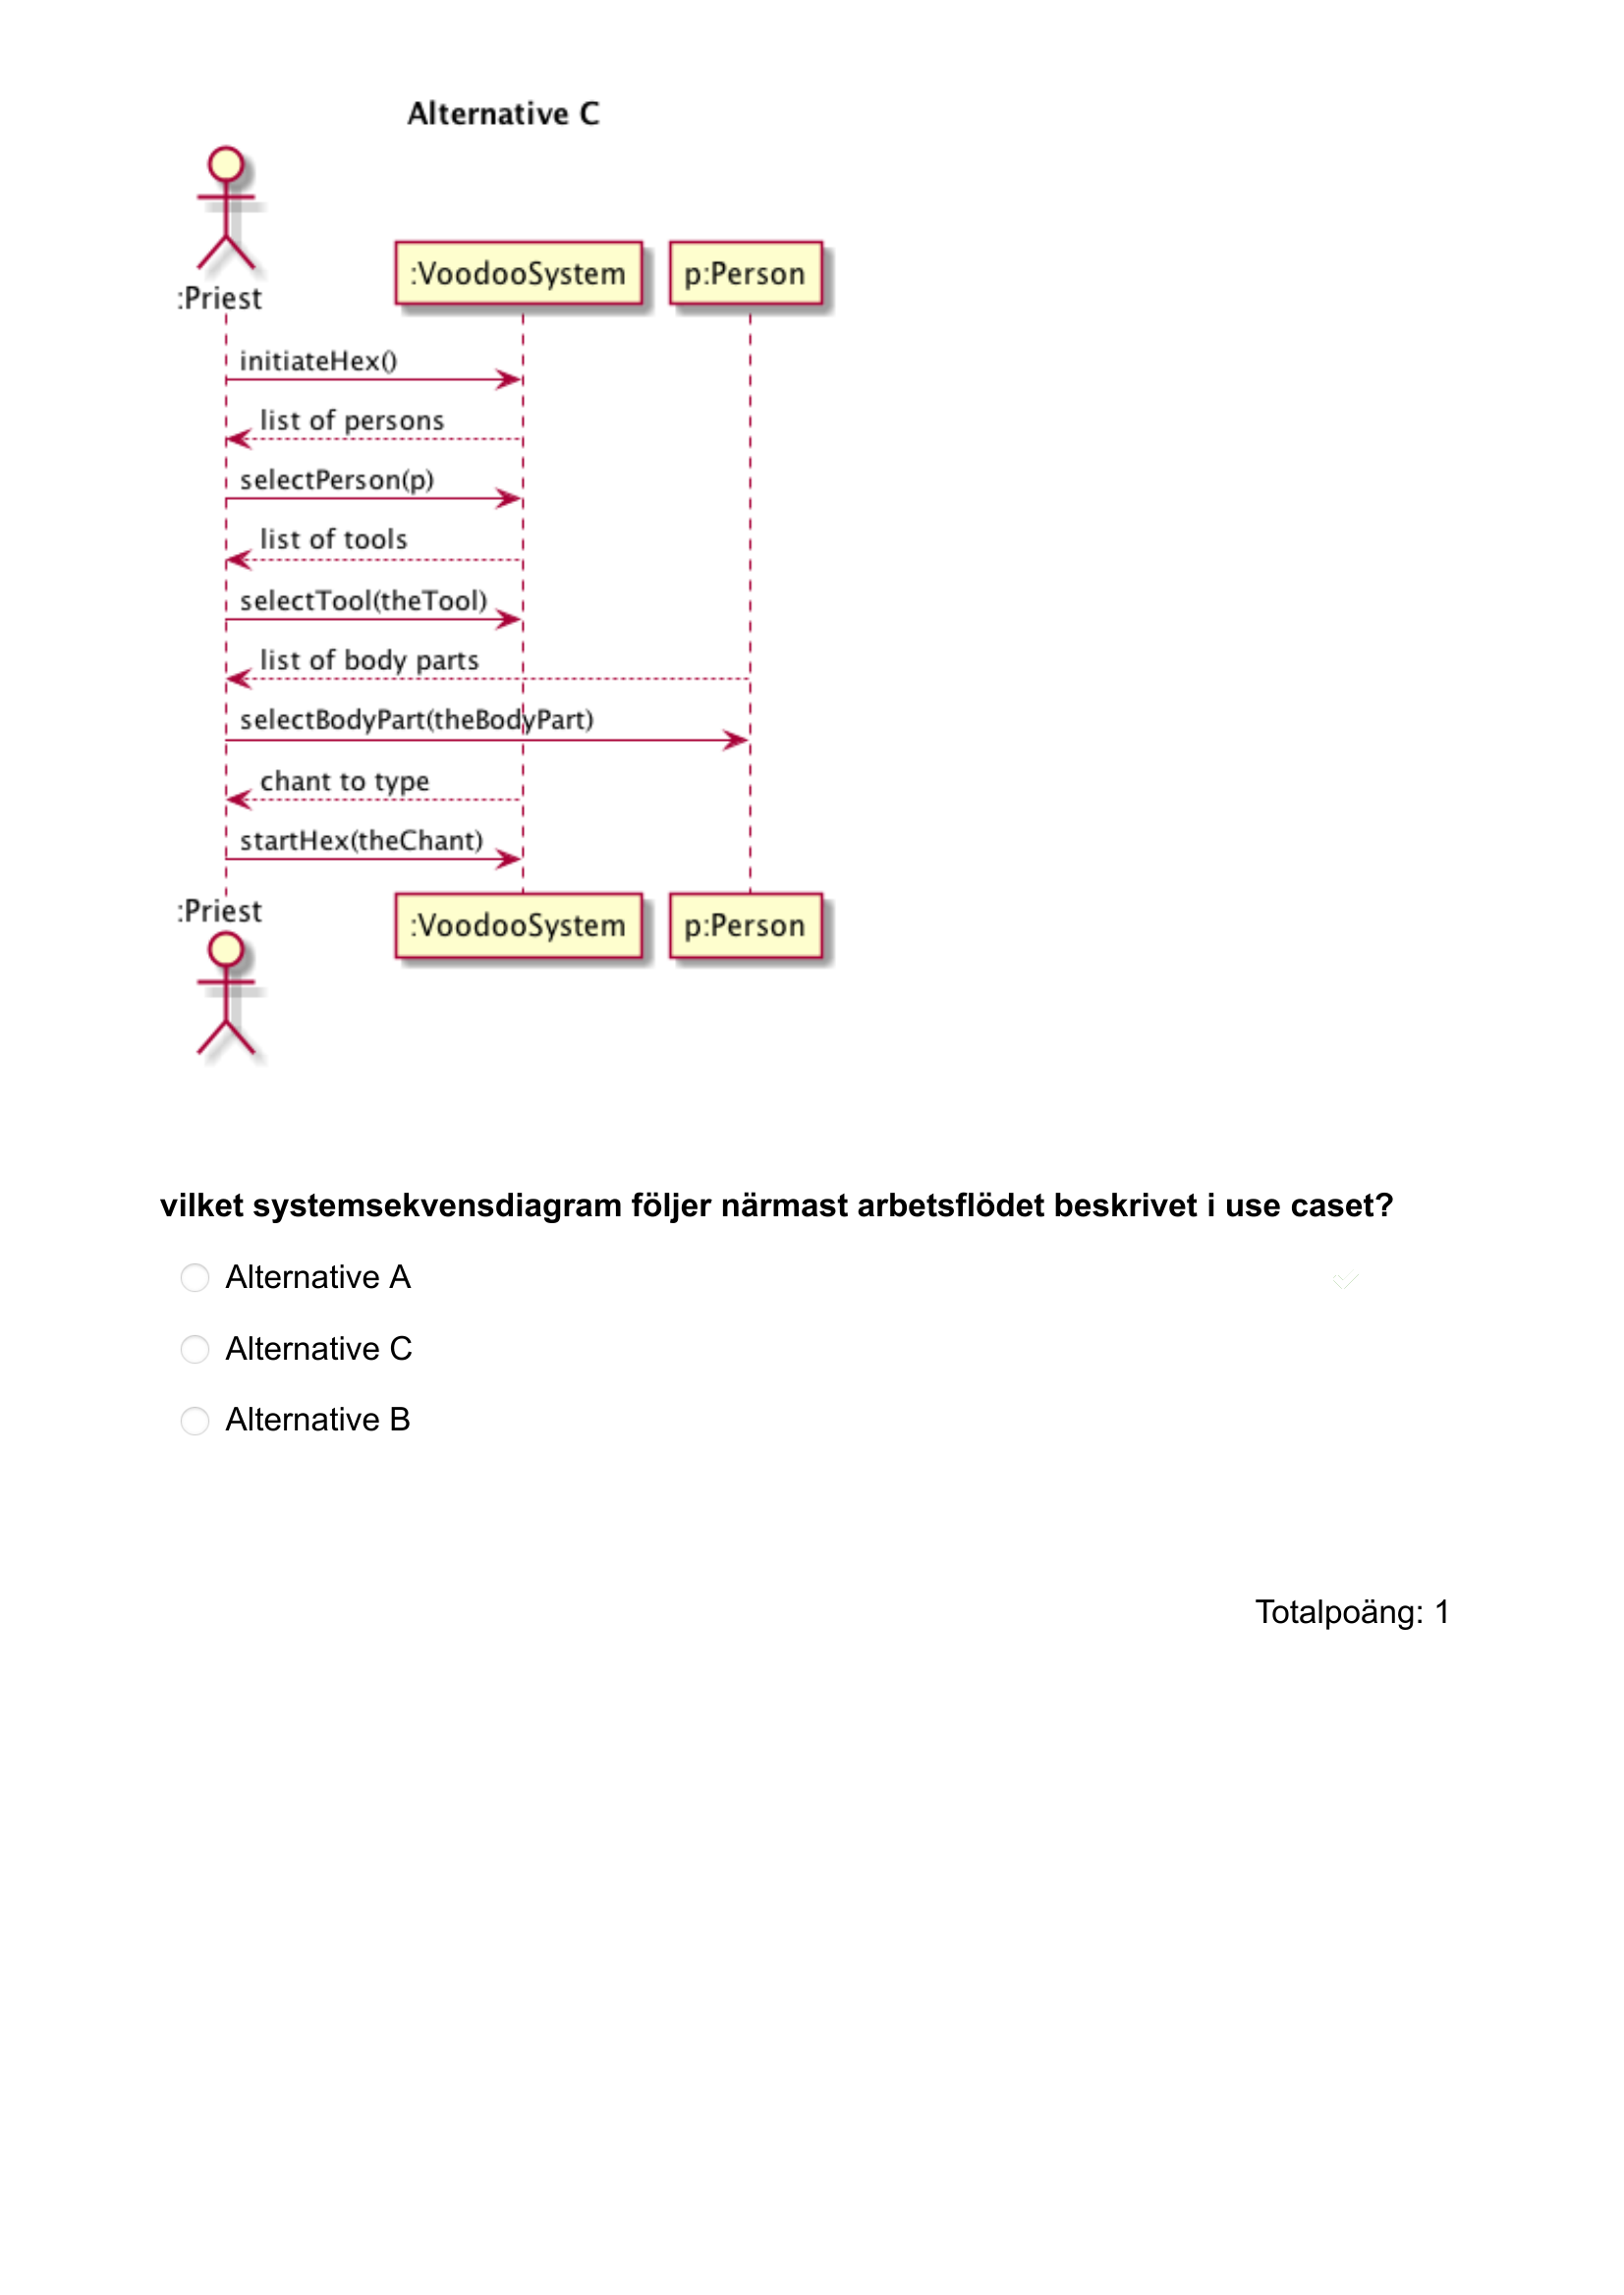 Alternative C
:Priest
:VoodooSystem
p:Person
initiateHex()
list of persons
selectPerson(p)
list of tools
selectTool(theTool)
list of body parts
selectBodyPart(theBodyPart)
chant to type
startHex(theChant)
:Priest
:VoodooSystem
p:Person
vilket systemsekvensdiagram följer närmast arbetsflödet beskrivet i use caset?
Alternative A
Alternative C
Alternative B
Totalpoäng: 1